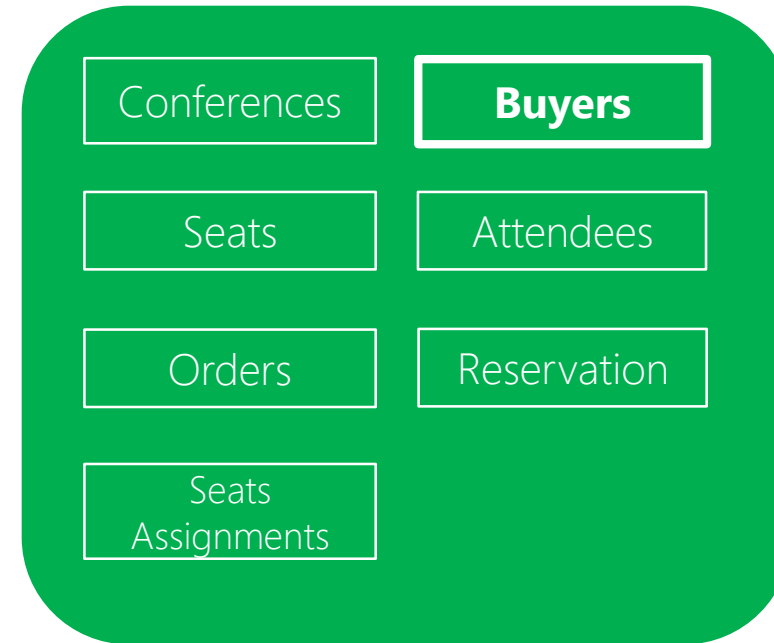 Conferences
Buyers
Seats
Attendees
Orders
Reservation
Seats
Assignments